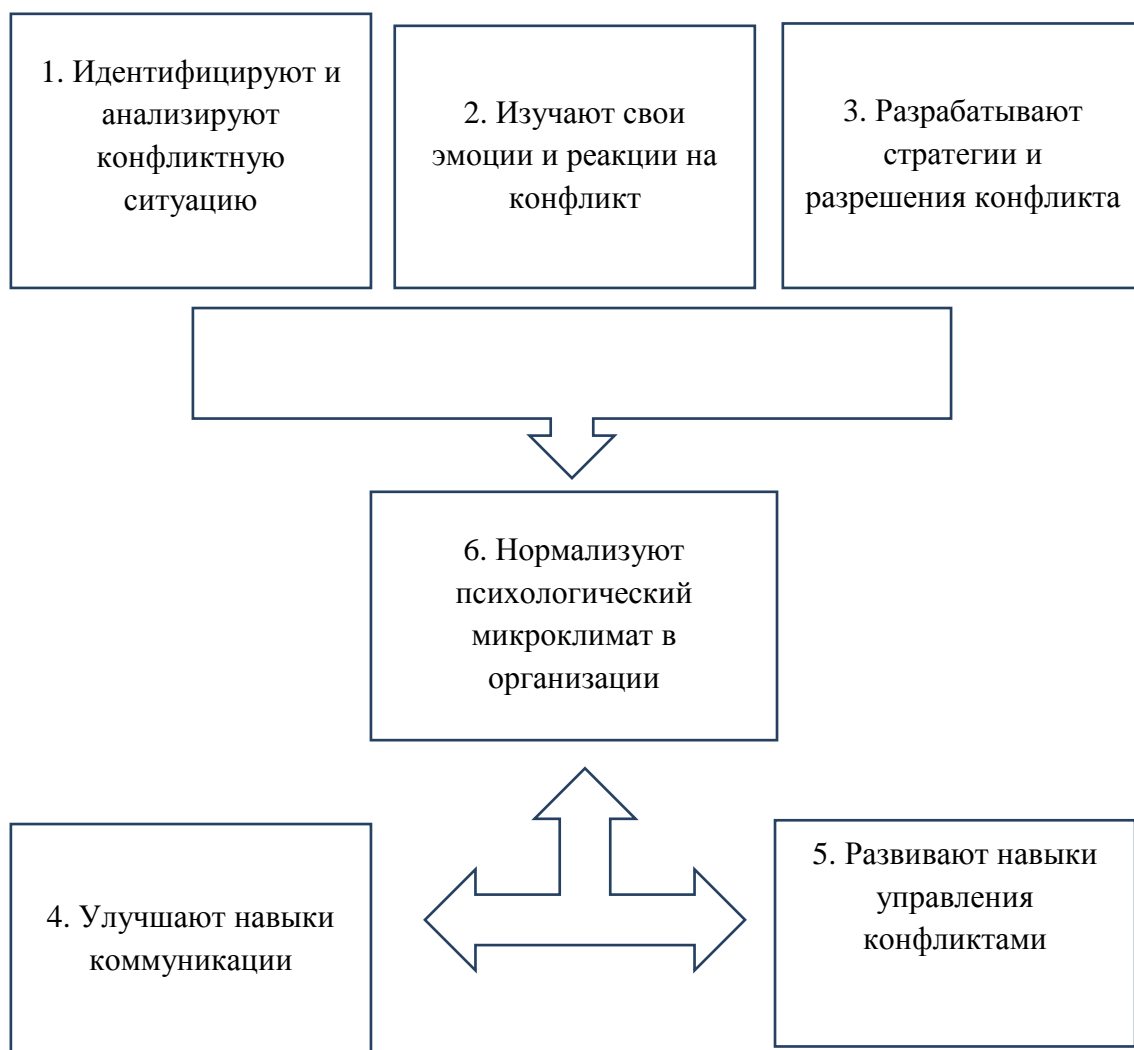 1. Идентифицируют и
анализируют
конфликтную
ситуацию
2. Изучают свои
эмоции и реакции на
конфликт
3. Разрабатывают
стратегии и
разрешения конфликта
6. Нормализуют
психологический
микроклимат в
организации
4. Улучшают навыки
коммуникации
5. Развивают навыки
управления
конфликтами